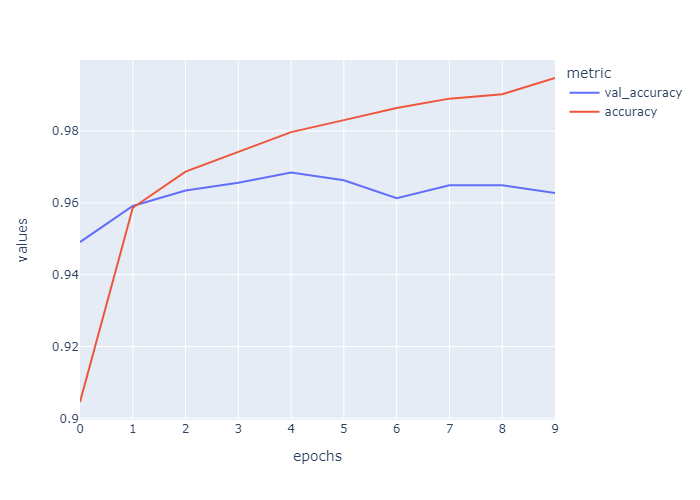 metric
val_accuracy
accuracy
values
0.98
0.96
0.94
0.92
0.9
0 1 2 3 4 5 6 7 8 9
epochs